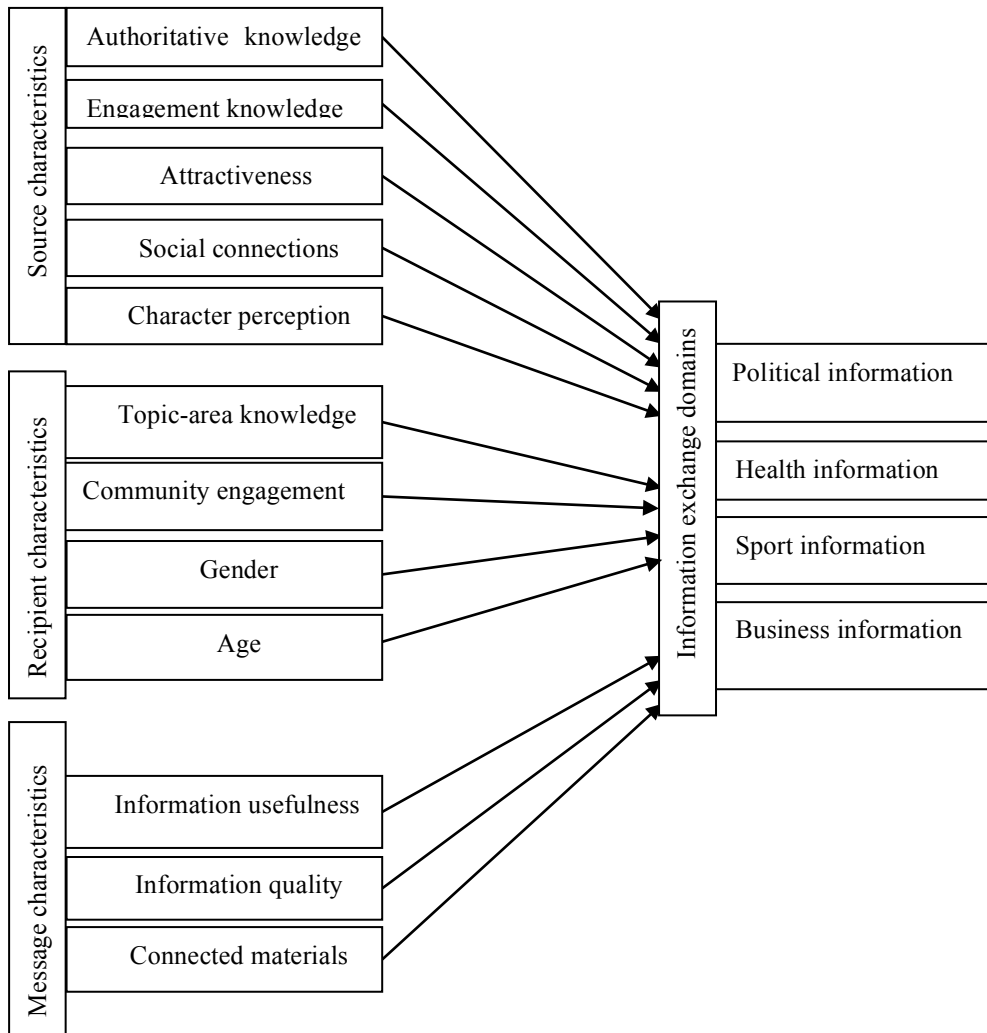 Source characteristics
Authoritative knowledge
Engagement knowledge
Attractiveness
Social connections
Character perception
Recipient characteristics
Topic-area knowledge
Community engagement
Gender
Age
Message characteristics
Information usefulness
Information quality
Connected materials
Information exchange domains
Political information
Health information
Sport information
Business information